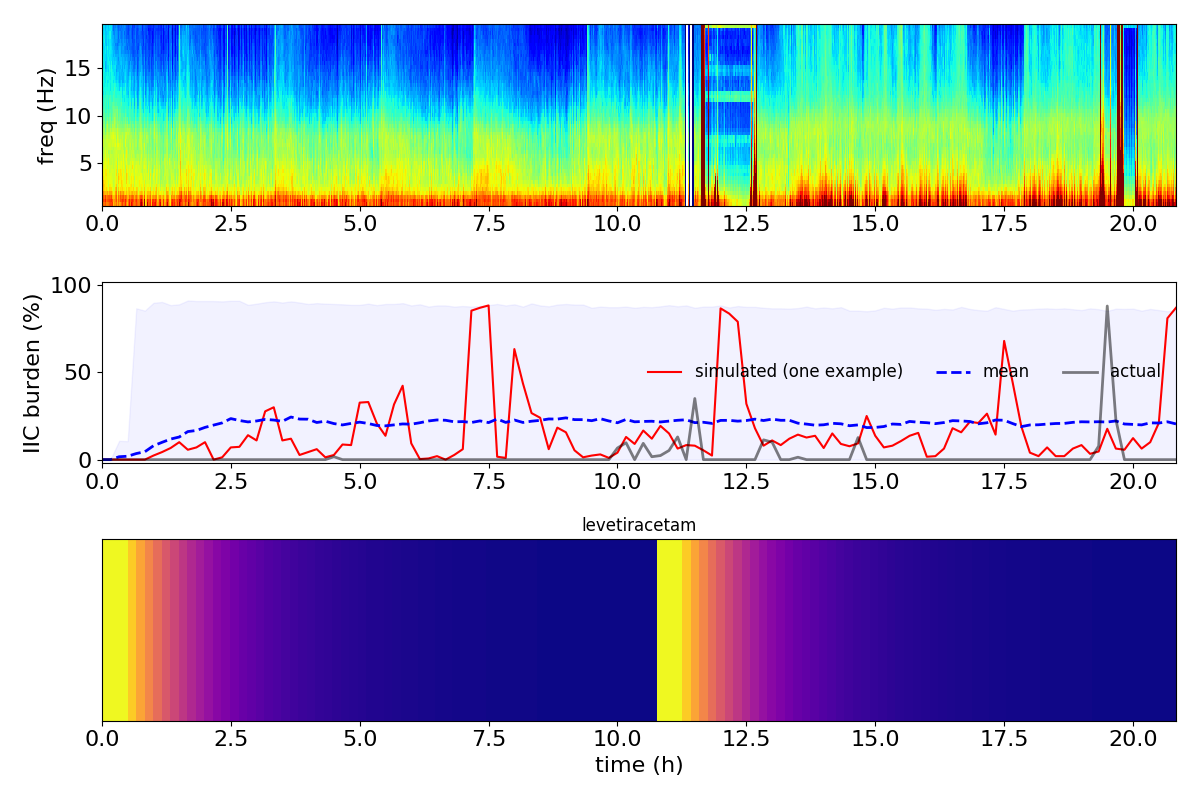 freq (Hz)
15
10
5
0.0 2.5 5.0 7.5 10.0 12.5 15.0 17.5 20.0
IIC burden (%)
100
50
0
simulated (one example) mean actual
0.0 2.5 5.0 7.5 10.0 12.5 15.0 17.5 20.0
levetiracetam
0.0 2.5 5.0 7.5 10.0 12.5 15.0 17.5 20.0
time (h)